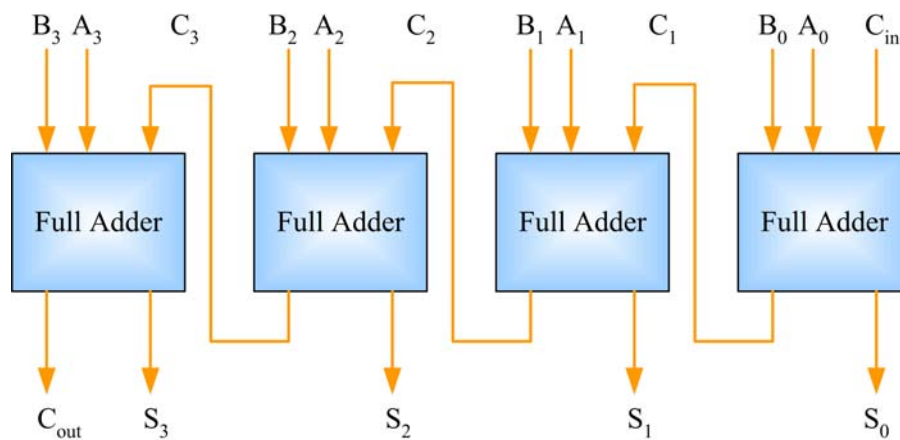 B₃ A₃ C₃ B₂ A₂ C₂ B₁ A₁ C₁ B₀ A₀ Cᵢₙ
Full Adder Full Adder Full Adder Full Adder
Cₒᵤₜ S₃ S₂ S₁ S₀